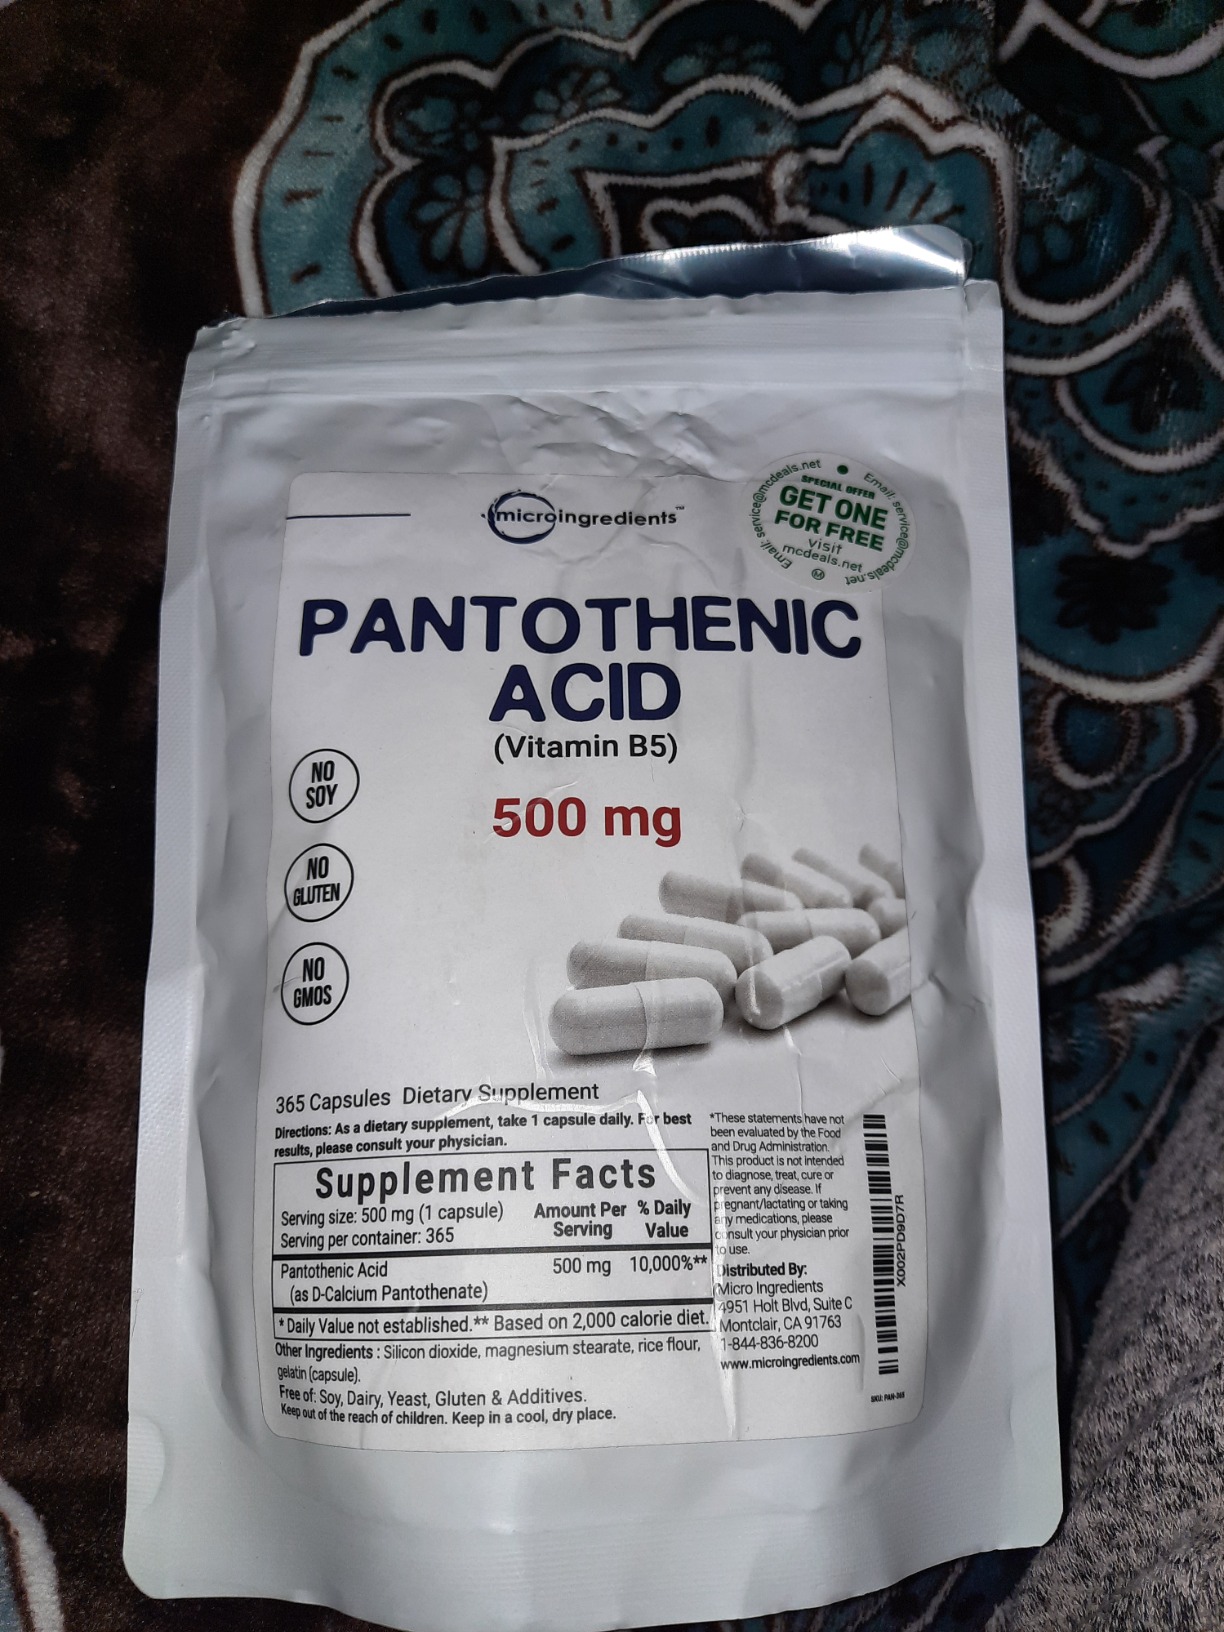 microingredients™
Email: service@mcdeals.net
Email: service@mcdeals.net
SPECIAL OFFER
GET ONE
FOR FREE
visit
mcdeals.net
M
PANTOTHENIC
ACID
(Vitamin B5)
500 mg
NO
SOY
NO
GLUTEN
NO
GMOS
365 Capsules Dietary Supplement
Directions: As a dietary supplement, take 1 capsule daily. For best
results, please consult your physician.
Supplement Facts
Serving size: 500 mg (1 capsule)
Serving per container: 365
Amount Per
Serving
% Daily
Value
Pantothenic Acid 500 mg 10,000%**
(as D-Calcium Pantothenate)
* Daily Value not established.** Based on 2,000 calorie diet.
Other Ingredients : Silicon dioxide, magnesium stearate, rice flour,
gelatin (capsule).
Free of: Soy, Dairy, Yeast, Gluten & Additives.
Keep out of the reach of children. Keep in a cool, dry place.
*These statements have not
been evaluated by the Food
and Drug Administration.
This product is not intended
to diagnose, treat, cure or
prevent any disease. If
pregnant/lactating or taking
any medications, please
consult your physician prior
to use.
Distributed By:
Micro Ingredients
4951 Holt Blvd, Suite C
Montclair, CA 91763
1-844-836-8200
www.microingredients.com
X002PD9D7R
SKU: PAN-365